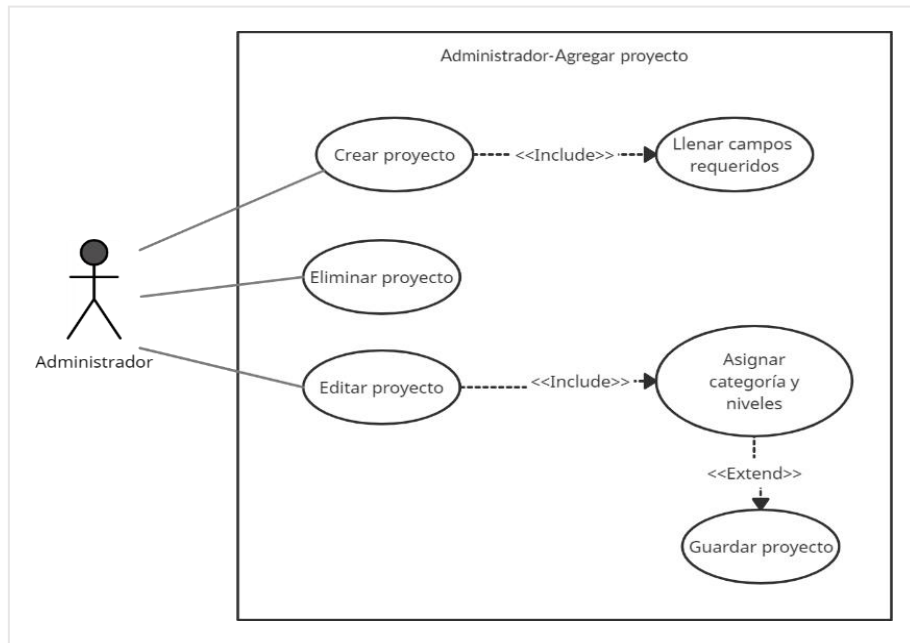 Administrador-Agregar proyecto
Crear proyecto
<<Include>>
Llenar campos
requeridos
Eliminar proyecto
Administrador
Editar proyecto
<<Include>>
Asignar
categoría y
niveles
<<Extend>>
Guardar proyecto